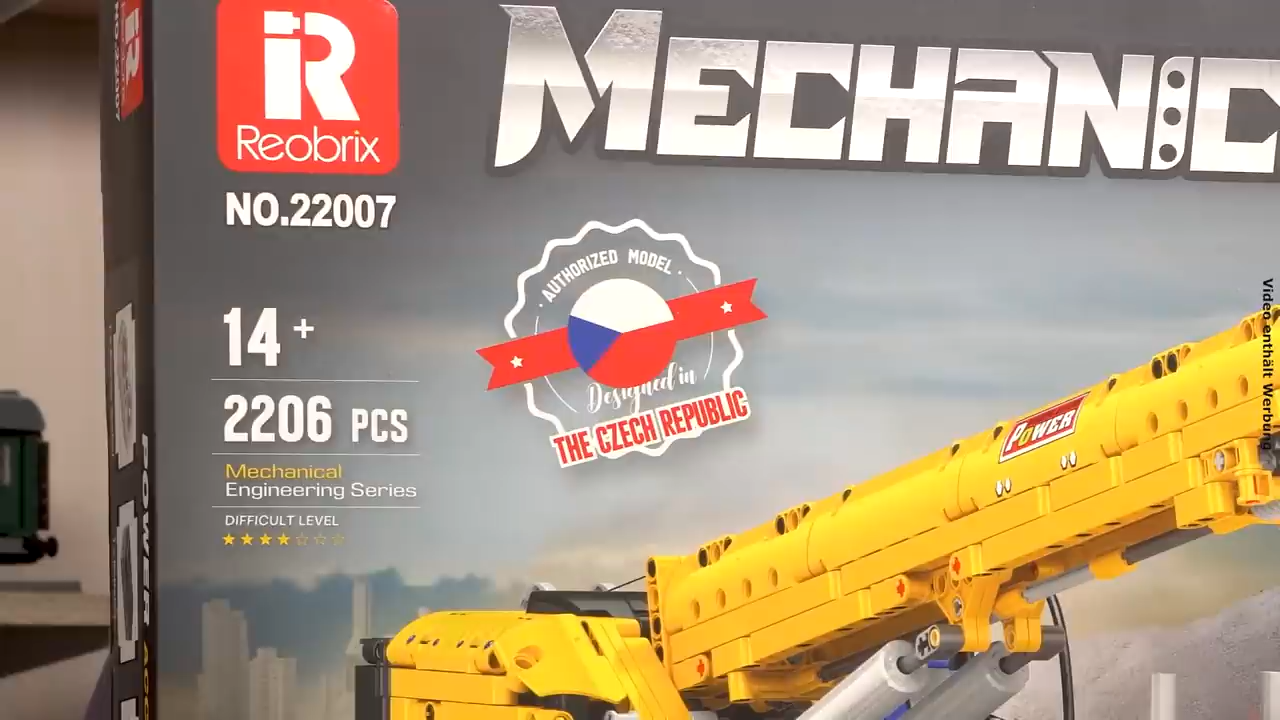 Reobrix
NO.22007
14+
2206 PCS
Mechanical
Engineering Series
DIFFICULT LEVEL
MECHANIC
AUTHORIZED MODEL
Designed in
THE CZECH REPUBLIC
POWER
Video enthält Werbung
POWER